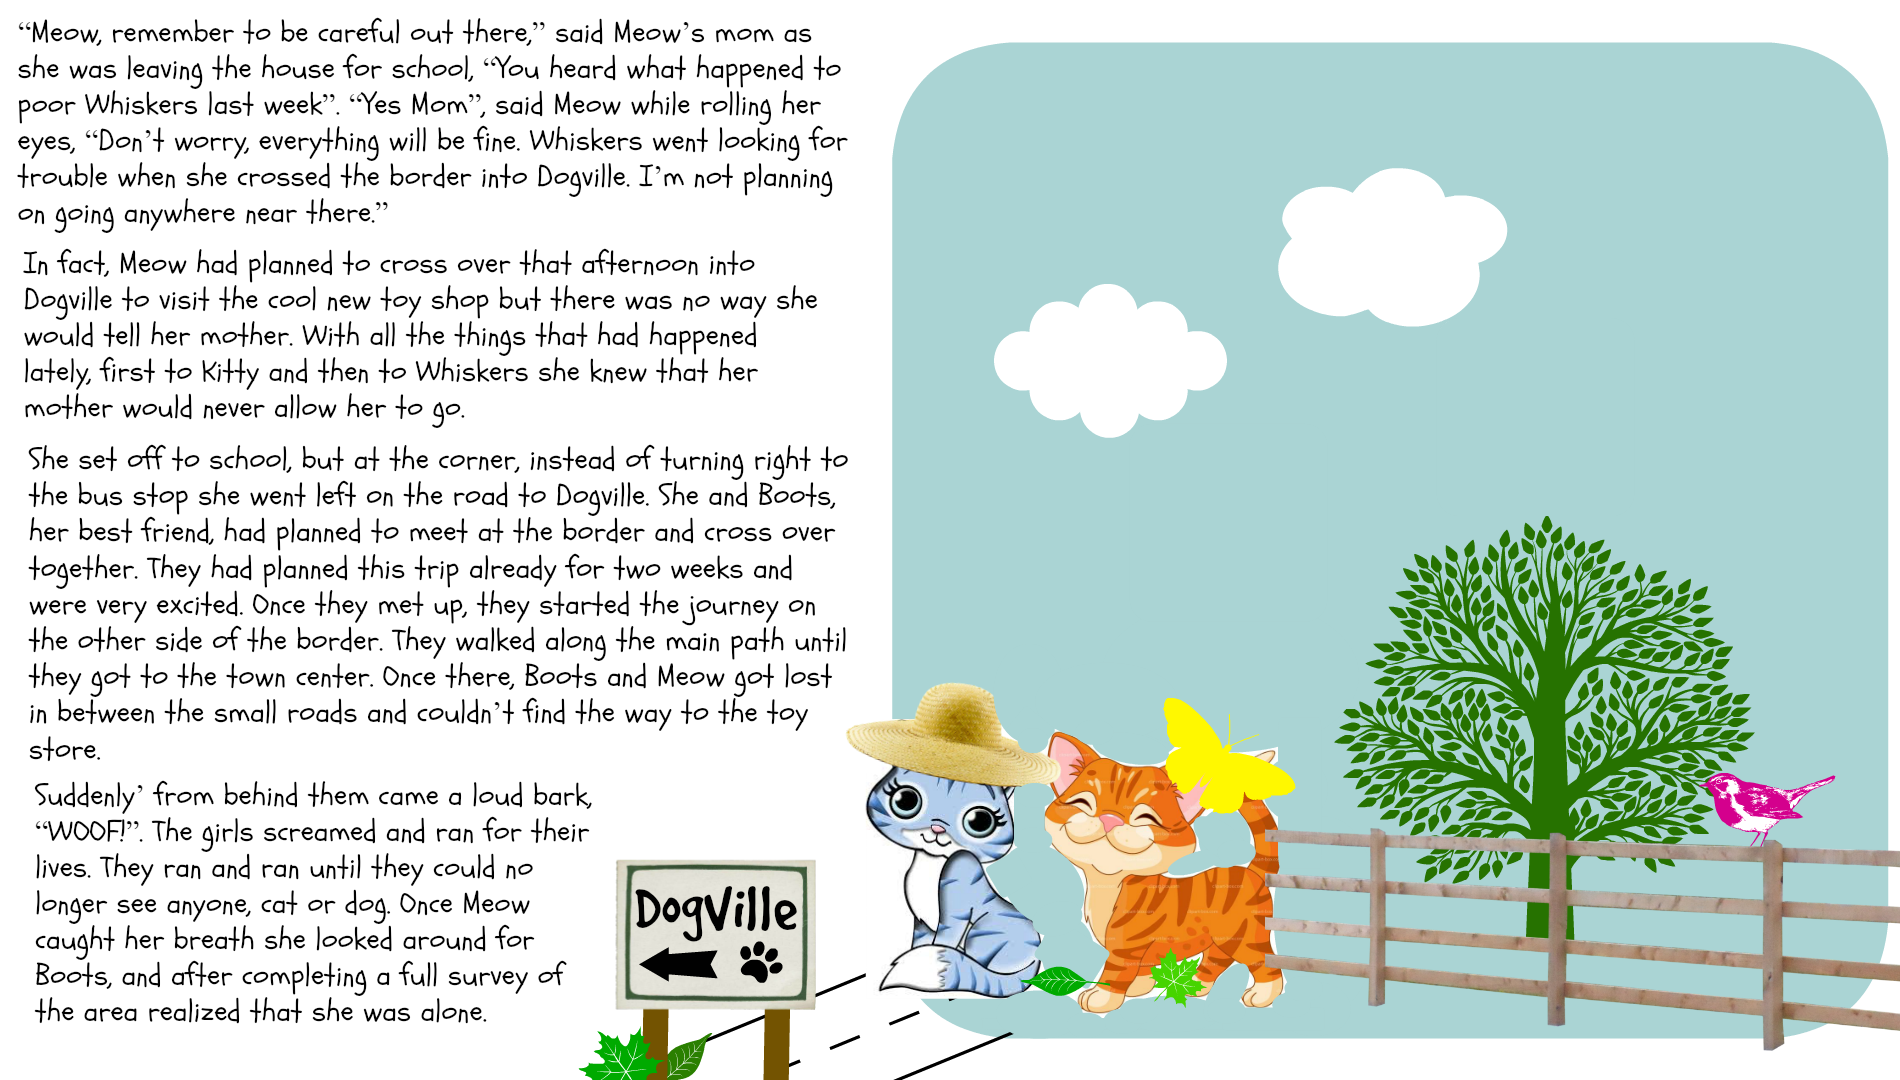 “Meow, remember to be careful out there,” said Meow’s mom as
she was leaving the house for school, “You heard what happened to
poor Whiskers last week”. “Yes Mom”, said Meow while rolling her
eyes, “Don’t worry, everything will be fine. Whiskers went looking for
trouble when she crossed the border into Dogville. I’m not planning
on going anywhere near there.”
In fact, Meow had planned to cross over that afternoon into
Dogville to visit the cool new toy shop but there was no way she
would tell her mother. With all the things that had happened
lately, first to Kitty and then to Whiskers she knew that her
mother would never allow her to go.
She set off to school, but at the corner, instead of turning right to
the bus stop she went left on the road to Dogville. She and Boots,
her best friend, had planned to meet at the border and cross over
together. They had planned this trip already for two weeks and
were very excited. Once they met up, they started the journey on
the other side of the border. They walked along the main path until
they got to the town center. Once there, Boots and Meow got lost
in between the small roads and couldn’t find the way to the toy
store.
Suddenly’ from behind them came a loud bark,
“WOOF!”. The girls screamed and ran for their
lives. They ran and ran until they could no
longer see anyone, cat or dog. Once Meow
caught her breath she looked around for
Boots, and after completing a full survey of
the area realized that she was alone.
DogVille